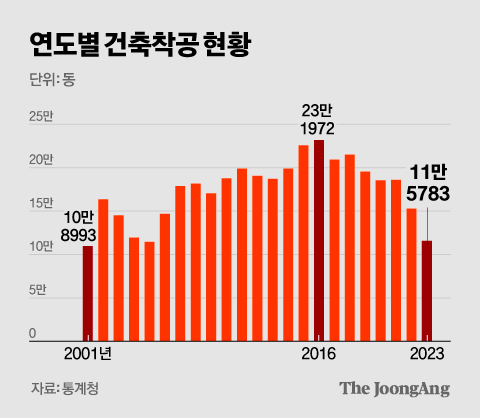 연도별 건축착공 현황
단위: 동
25만
20만
15만
10만
5만
0
10만
8993
23만
1972
11만
5783
2001년
2016
2023
자료: 통계청
The JoongAng